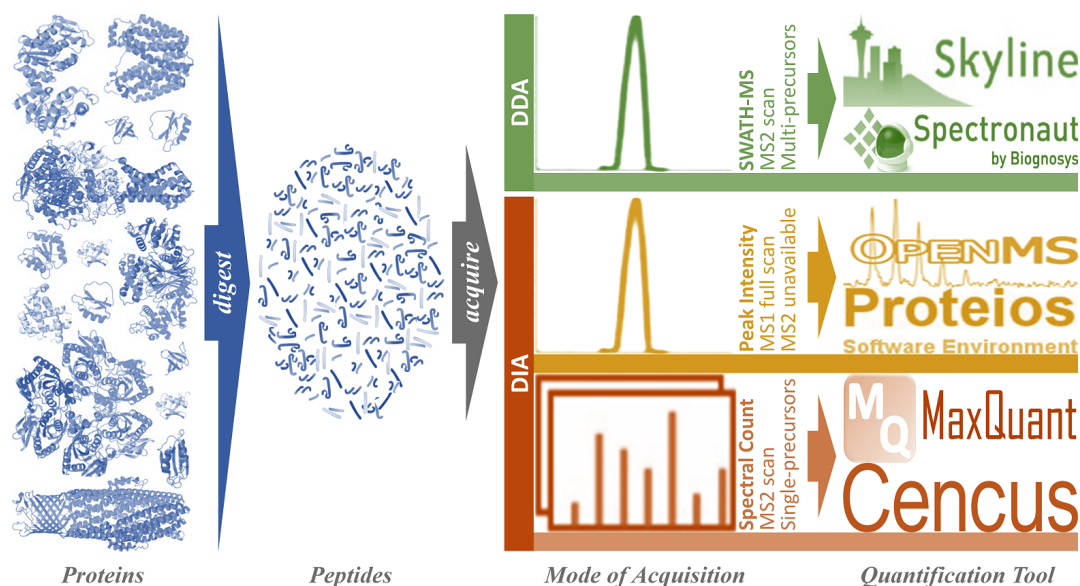 digest
acquire
DDA
SWATH-MS
MS2 scan
Multi-precursors
Skyline
Spectronaut
by Biognosys
DIA
Peak Intensity
MS1 full scan
MS2 unavailable
OPENMS
Proteios
Software Environment
Spectral Count
MS2 scan
Single-precursors
M
Q
MaxQuant
Cencus
Proteins
Peptides
Mode of Acquisition
Quantification Tool